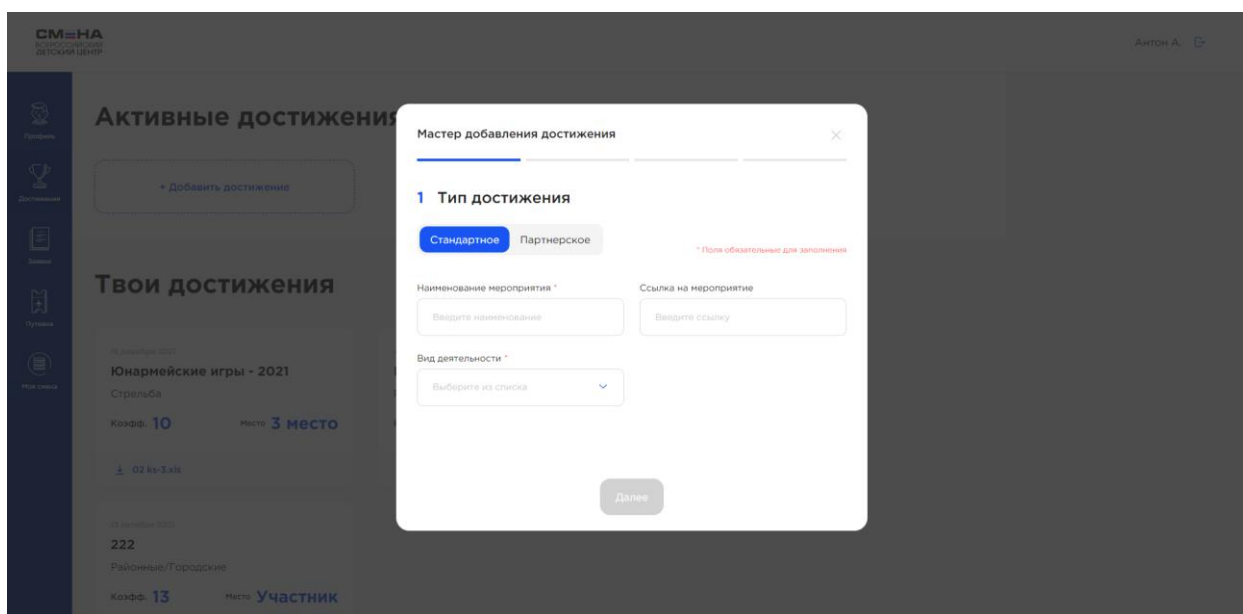 СМЕНА
ВСЕРОССИЙСКИЙ
ДЕТСКИЙ ЦЕНТР
Антон А.
Профиль
Достижения
Заявки
Путевка
Моя смена
Активные достижения
+ Добавить достижение
Твои достижения
Юнармейские игры - 2021
Стрельба
Коэфф. 10 Место 3 место
02 ks-3.xls
222
Районные/Городские
Коэфф. 13 Место Участник
Мастер добавления достижения
1 Тип достижения
Стандартное Партнерское
* Поля обязательные для заполнения
Наименование мероприятия * Ссылка на мероприятие
Введите наименование Введите ссылку
Вид деятельности *
Выберите из списка
Далее